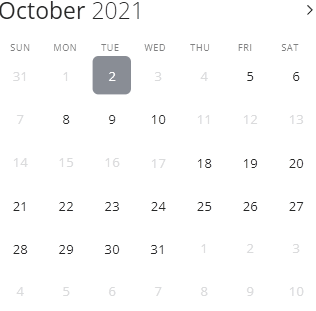 October 2021
SUN MON TUE WED THU FRI SAT
31 1 2 3 4 5 6
7 8 9 10 11 12 13
14 15 16 17 18 19 20
21 22 23 24 25 26 27
28 29 30 31 1 2 3
4 5 6 7 8 9 10